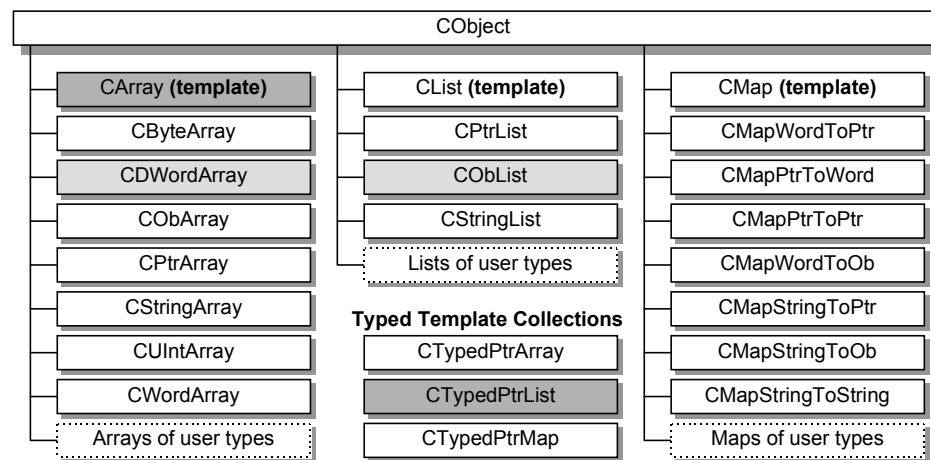 CObject
CArray (template)
CByteArray
CDWordArray
CObArray
CPtrArray
CStringArray
CUIntArray
CWordArray
Arrays of user types
CList (template)
CPtrList
CObList
CStringList
Lists of user types
Typed Template Collections
CTypedPtrArray
CTypedPtrList
CTypedPtrMap
CMap (template)
CMapWordToPtr
CMapPtrToWord
CMapPtrToPtr
CMapWordToOb
CMapStringToPtr
CMapStringToOb
CMapStringToString
Maps of user types